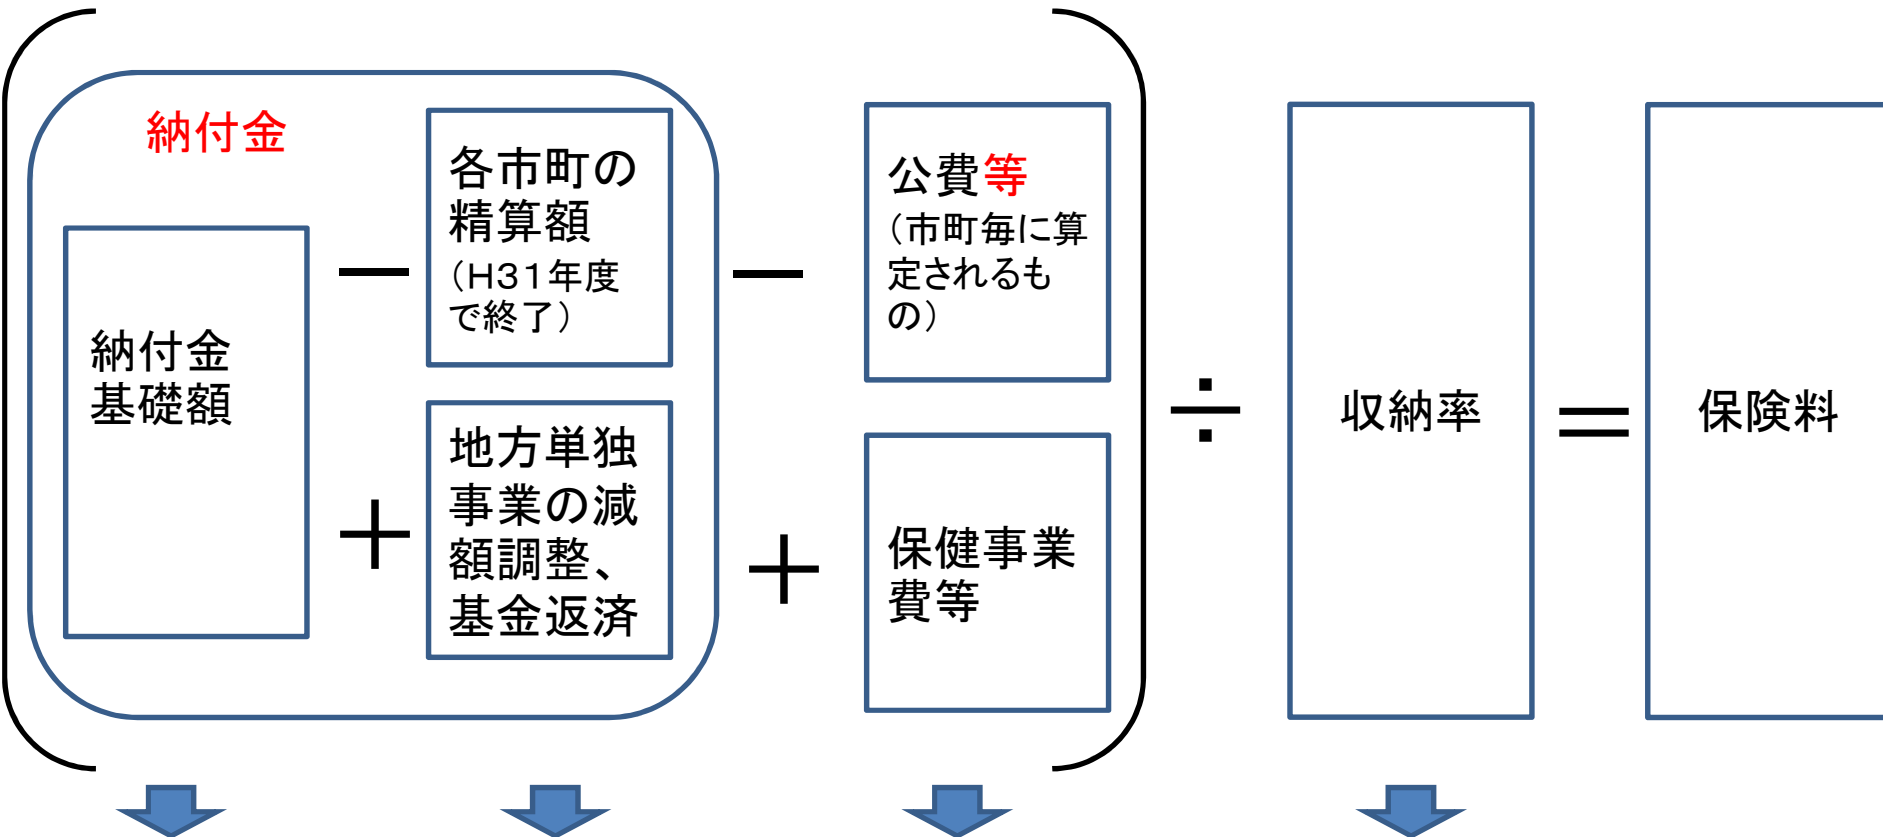 納付金
納付金
基礎額
－
各市町の
精算額
（H31年度
で終了）
＋
地方単独
事業の減
額調整、
基金返済
－
公費等
（市町毎に算
定されるも
の）
＋
保健事業
費等
÷
収納率
＝
保険料